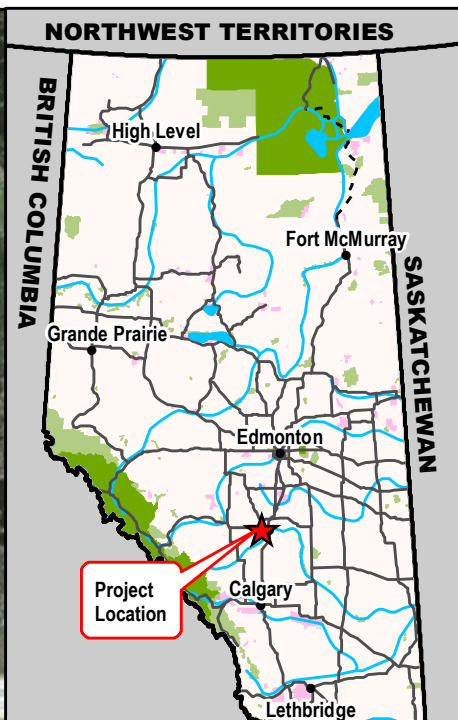 NORTHWEST TERRITORIES
BRITISH COLUMBIA
High Level
Fort McMurray
SASKATCHEWAN
Grande Prairie
Edmonton
Project
Location
Calgary
Lethbridge